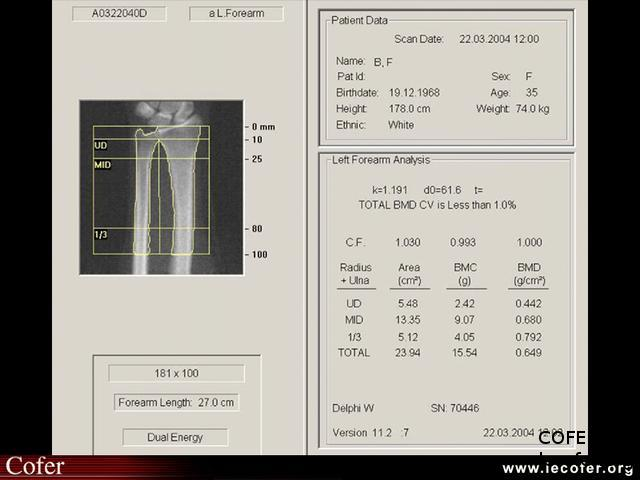 A0322040D
a L.Forearm
0 mm
10
25
80
100
UD
MID
1/3
181 x 100
Forearm Length: 27.0 cm
Dual Energy
Patient Data
Scan Date: 22.03.2004 12:00
Name: B, F
Pat Id: Sex: F
Birthdate: 19.12.1968 Age: 35
Height: 178.0 cm Weight: 74.0 kg
Ethnic: White
Left Forearm Analysis
k=1.191 d0=61.6 t=
TOTAL BMD CV is Less than 1.0%
C.F. 1.030 0.993 1.000
Radius Area BMC BMD
+ Ulna (cm²) (g) (g/cm²)
UD 5.48 2.42 0.442
MID 13.35 9.07 0.680
1/3 5.12 4.05 0.792
TOTAL 23.94 15.54 0.649
Delphi W SN: 70446
Version 11.2 :7 22.03.2004
COFE
Cofer
www.iecofer.org